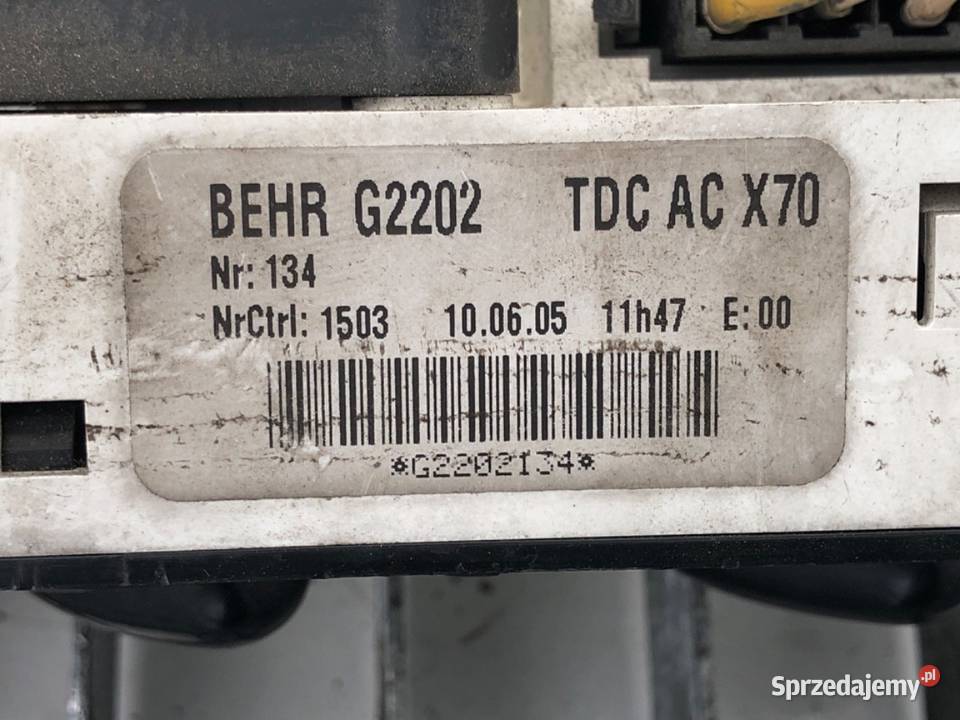 BEHR G2202 TDC AC X70
Nr: 134
NrCtrl: 1503 10.06.05 11h47 E: 00
*G2202134*
Sprzedajemy.pl